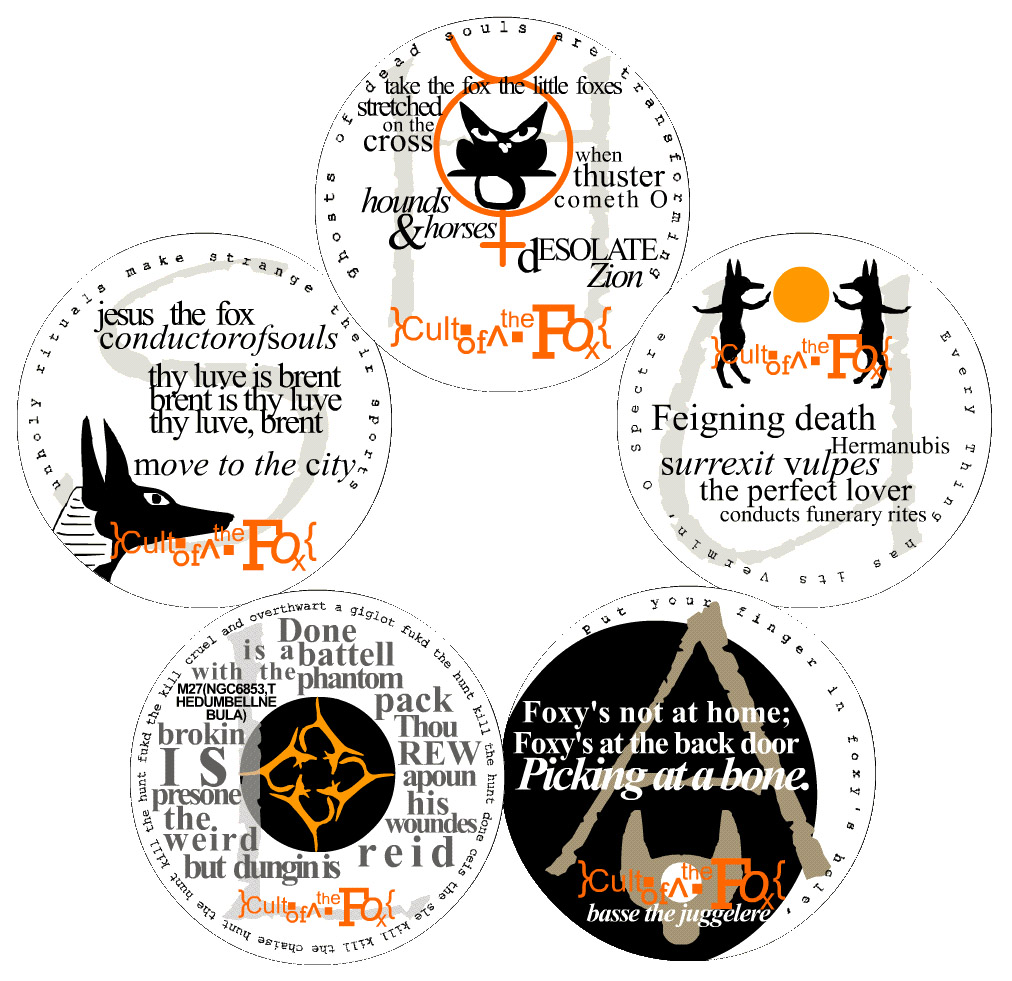 ghosts of dead souls are transforming
take the fox the little foxes
stretched
on the
cross
when
thuster
cometh O
hounds
& horses
dESOLATE
Zion
}Cult of ^ the Fox{
unholy rituals make strange their sports
jesus the fox
conductorofsouls
thy luve is brent
brent is thy luve
thy luve, brent
move to the city
}Cult of ^ the Fox{
Every Thing has its Vermin, O Spectre
}Cult of ^ the Fox{
Feigning death
Hermanubis
surrexit vulpes
the perfect lover
conducts funerary rites
cruel and overthwart a giglot fukd the hunt kill the hunt done ceis the sle kill kill the chaise hunt the hunt kill the hunt kill the hunt fukd the kill
Done
is a battell
with the phantom
M27(NGC6853,T
HEDUMBELLNE
BULA)
pack
brokin
Thou
IS
REW
presone
apoun
the
his
weird
woundes
but dungin is
reid
}Cult of ^ the Fox{
put your finger in foxy's hole,
Foxy's not at home;
Foxy's at the back door
Picking at a bone.
}Cult of ^ the Fox{
basse the juggelere